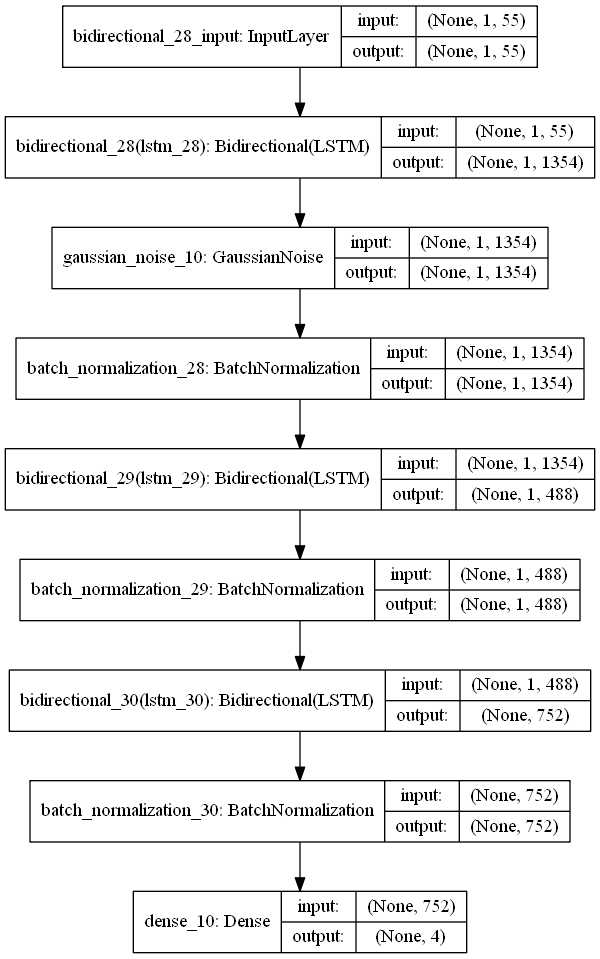 bidirectional_28_input: InputLayer
input:
(None, 1, 55)
output:
(None, 1, 55)
bidirectional_28(lstm_28): Bidirectional(LSTM)
input:
(None, 1, 55)
output:
(None, 1, 1354)
gaussian_noise_10: GaussianNoise
input:
(None, 1, 1354)
output:
(None, 1, 1354)
batch_normalization_28: BatchNormalization
input:
(None, 1, 1354)
output:
(None, 1, 1354)
bidirectional_29(lstm_29): Bidirectional(LSTM)
input:
(None, 1, 1354)
output:
(None, 1, 488)
batch_normalization_29: BatchNormalization
input:
(None, 1, 488)
output:
(None, 1, 488)
bidirectional_30(lstm_30): Bidirectional(LSTM)
input:
(None, 1, 488)
output:
(None, 752)
batch_normalization_30: BatchNormalization
input:
(None, 752)
output:
(None, 752)
dense_10: Dense
input:
(None, 752)
output:
(None, 4)